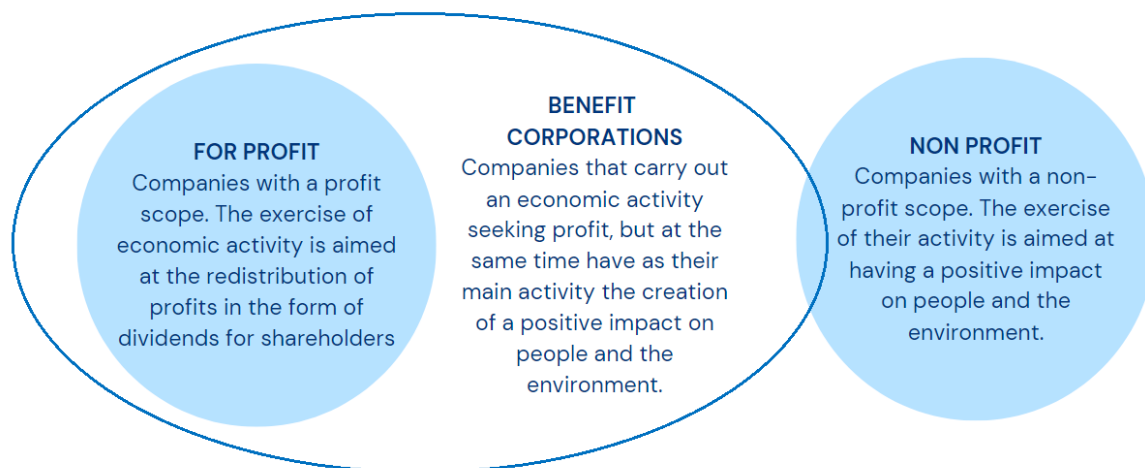 FOR PROFIT
Companies with a profit
scope. The exercise of
economic activity is aimed
at the redistribution of
profits in the form of
dividends for shareholders
BENEFIT
CORPORATIONS
Companies that carry out
an economic activity
seeking profit, but at the
same time have as their
main activity the creation
of a positive impact on
people and the
environment.
NON PROFIT
Companies with a non-
profit scope. The exercise
of their activity is aimed at
having a positive impact
on people and the
environment.